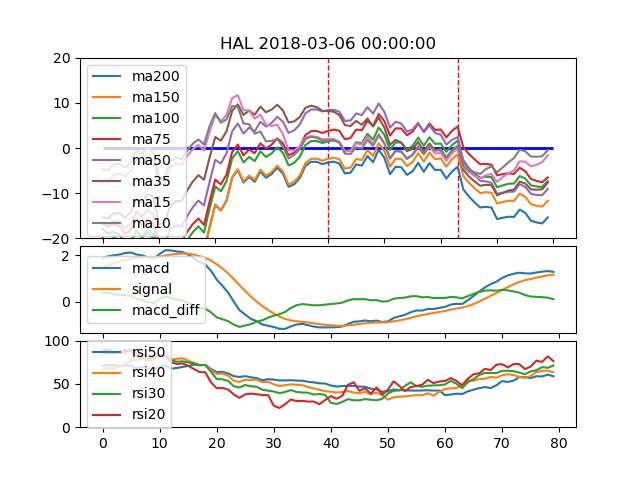 HAL 2018-03-06 00:00:00
20
10
0
−10
−20
ma200
ma150
ma100
ma75
ma50
ma35
ma15
ma10
2
0
macd
signal
macd_diff
100
50
0
rsi50
rsi40
rsi30
rsi20
0 10 20 30 40 50 60 70 80